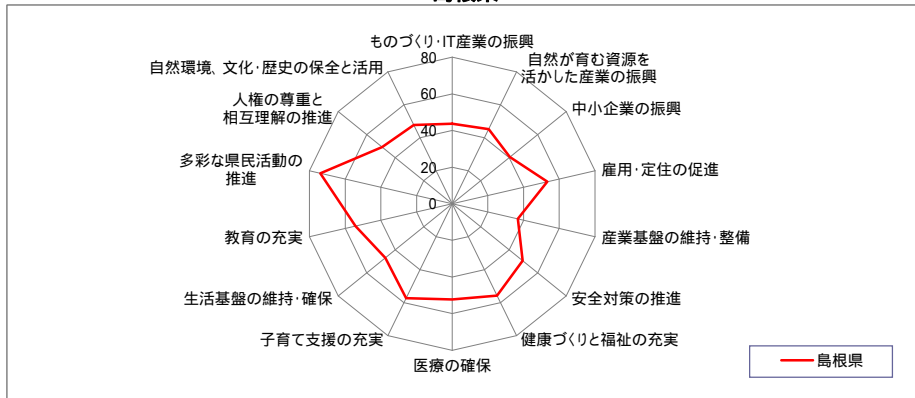 ものづくり･IT産業の振興
自然が育む資源を
活かした産業の振興
中小企業の振興
雇用･定住の促進
産業基盤の維持･整備
安全対策の推進
健康づくりと福祉の充実
医療の確保
子育て支援の充実
生活基盤の維持･確保
教育の充実
多彩な県民活動の
推進
人権の尊重と
相互理解の推進
自然環境、文化･歴史の保全と活用
80
60
40
20
0
島根県